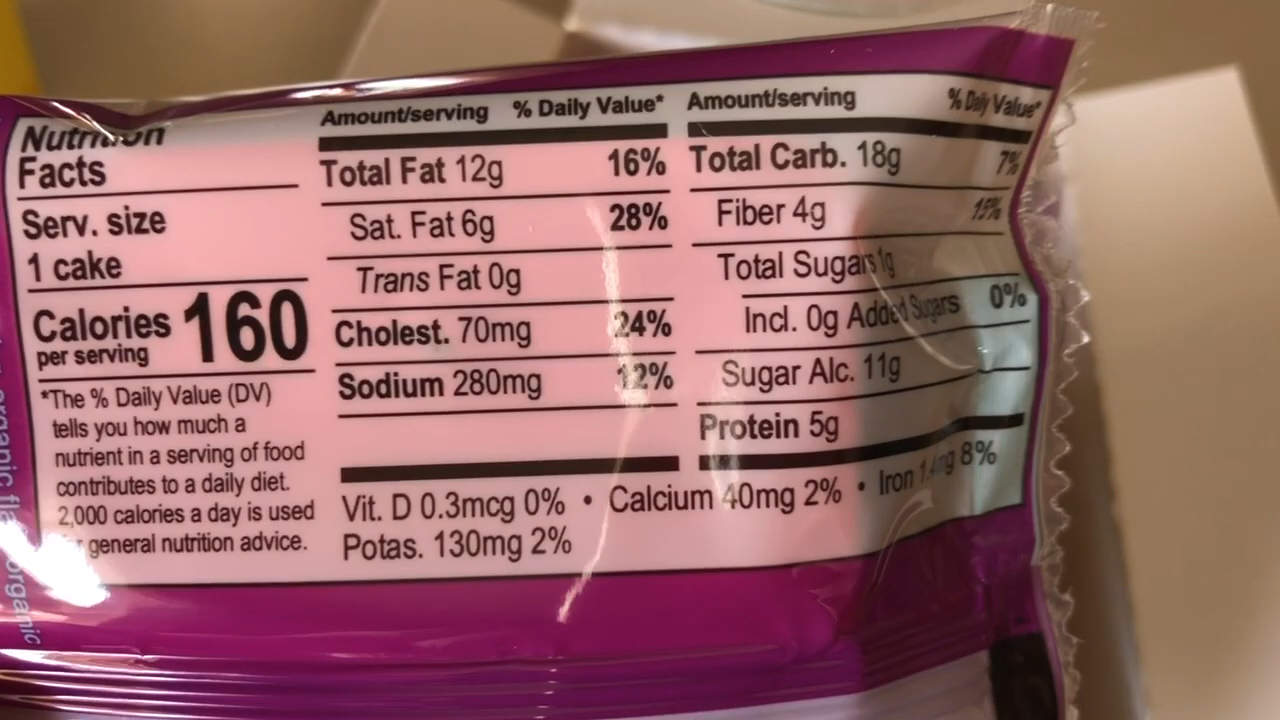 Nutrition
Facts
Serv. size
1 cake
Calories 160
per serving
*The % Daily Value (DV)
tells you how much a
nutrient in a serving of food
contributes to a daily diet.
2,000 calories a day is used
general nutrition advice.
Amount/serving % Daily Value*
Total Fat 12g 16%
Sat. Fat 6g 28%
Trans Fat 0g
Cholest. 70mg 24%
Sodium 280mg 12%
Amount/serving % Daily Value*
Total Carb. 18g 7%
Fiber 4g 15%
Total Sugars 1g
Incl. 0g Added Sugars 0%
Sugar Alc. 11g
Protein 5g
Vit. D 0.3mcg 0% • Calcium 40mg 2% • Iron 1.4mg 8%
Potas. 130mg 2%
organic
organic